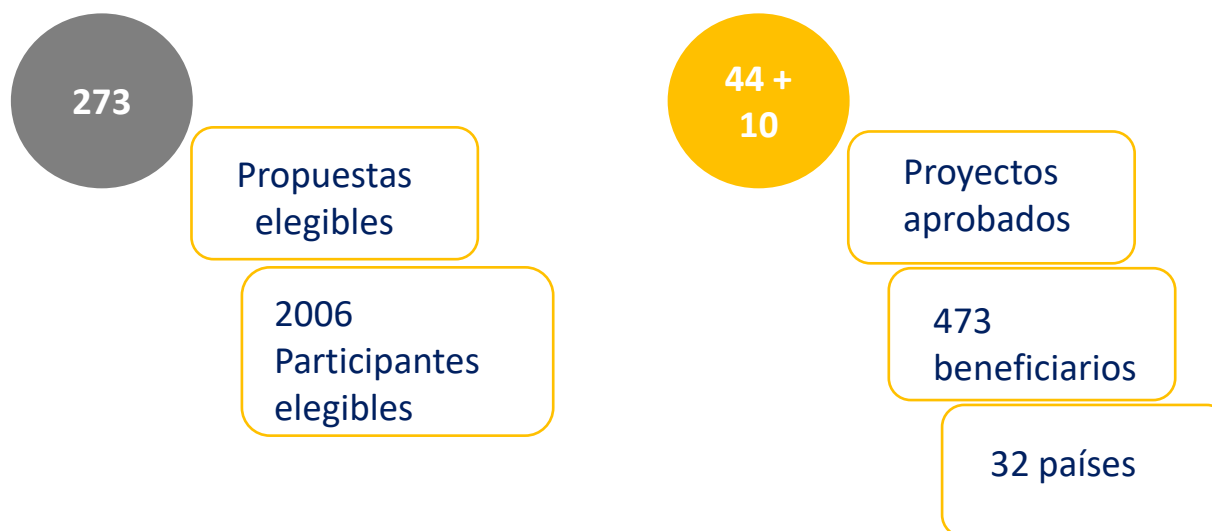 273
Propuestas
elegibles
2006
Participantes
elegibles
44 +
10
Proyectos
aprobados
473
beneficiarios
32 países